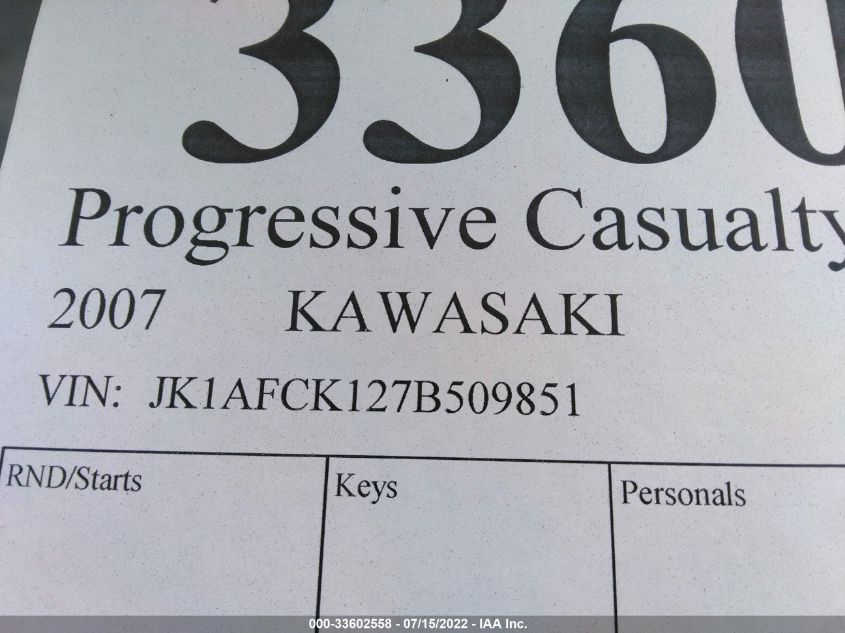 3360
Progressive Casualty
2007 KAWASAKI
VIN: JK1AFCK127B509851
RND/Starts Keys Personals
000-33602558 - 07/15/2022 - IAA Inc.